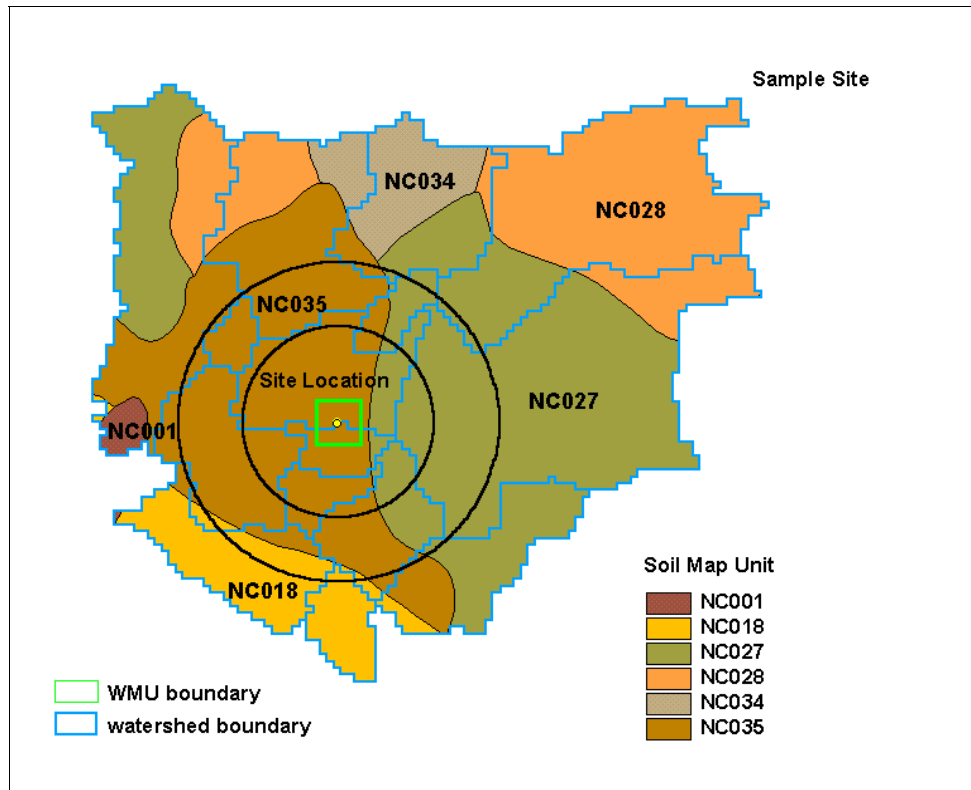 Sample Site
NC034
NC028
NC035
Site Location
NC027
NC001
NC018
Soil Map Unit
NC001
NC018
NC027
NC028
NC034
NC035
WMU boundary
watershed boundary